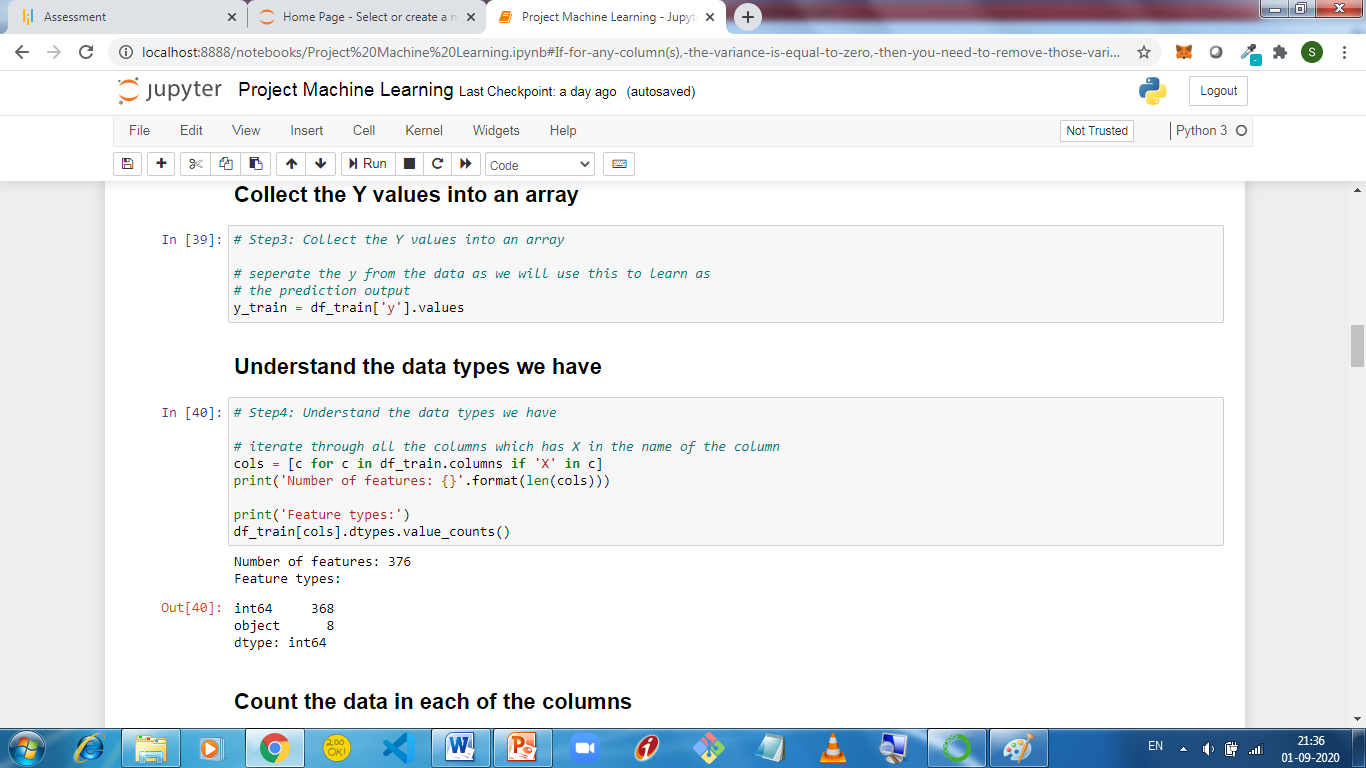 Assessment
Home Page - Select or create a n
Project Machine Learning - Jupyt
localhost:8888/notebooks/Project%20Machine%20Learning.ipynb#If-for-any-column(s),-the-variance-is-equal-to-zero,-then-you-need-to-remove-those-vari...
S
jupyter Project Machine Learning Last Checkpoint: a day ago (autosaved)
Logout
File Edit View Insert Cell Kernel Widgets Help
Not Trusted
Python 3
Run
Code
Collect the Y values into an array
In [39]: # Step3: Collect the Y values into an array
# seperate the y from the data as we will use this to learn as
# the prediction output
y_train = df_train['y'].values
Understand the data types we have
In [40]: # Step4: Understand the data types we have
# iterate through all the columns which has X in the name of the column
cols = [c for c in df_train.columns if 'X' in c]
print('Number of features: {}'.format(len(cols)))
print('Feature types:')
df_train[cols].dtypes.value_counts()
Number of features: 376
Feature types:
Out[40]: int64     368
object      8
dtype: int64
Count the data in each of the columns
200
OK!
EN
21:36
01-09-2020